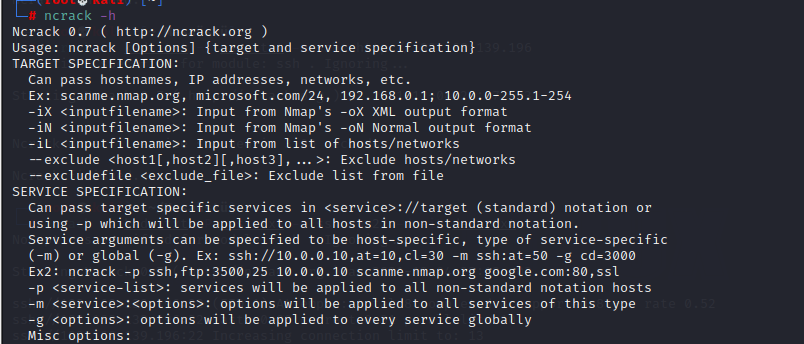 (root💀kali)-[~]
# ncrack -h
Ncrack 0.7 ( http://ncrack.org )
Usage: ncrack [Options] {target and service specification}
TARGET SPECIFICATION:
Can pass hostnames, IP addresses, networks, etc.
Ex: scanme.nmap.org, microsoft.com/24, 192.168.0.1; 10.0.0-255.1-254
-iX <inputfilename>: Input from Nmap's -oX XML output format
-iN <inputfilename>: Input from Nmap's -oN Normal output format
-iL <inputfilename>: Input from list of hosts/networks
--exclude <host1[,host2][,host3],...>: Exclude hosts/networks
--excludefile <exclude_file>: Exclude list from file
SERVICE SPECIFICATION:
Can pass target specific services in <service>://target (standard) notation or
using -p which will be applied to all hosts in non-standard notation.
Service arguments can be specified to be host-specific, type of service-specific
(-m) or global (-g). Ex: ssh://10.0.0.10,at=10,cl=30 -m ssh:at=50 -g cd=3000
Ex2: ncrack -p ssh,ftp:3500,25 10.0.0.10 scanme.nmap.org google.com:80,ssl
-p <service-list>: services will be applied to all non-standard notation hosts
-m <service>:<options>: options will be applied to all services of this type
-g <options>: options will be applied to every service globally
Misc options: